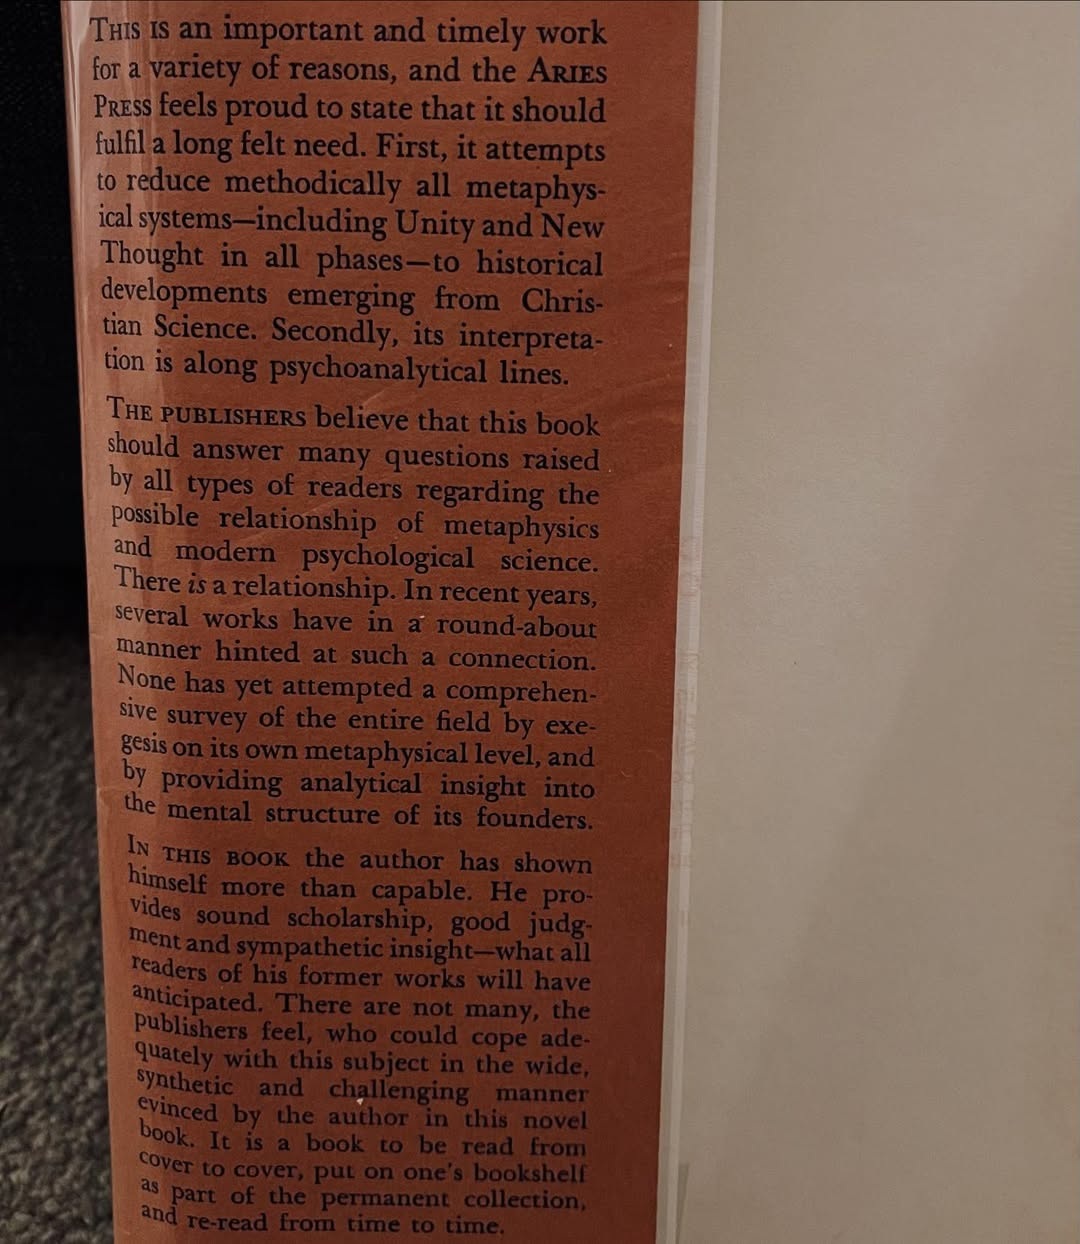 THIS IS an important and timely work
for a variety of reasons, and the ARIES
PRESS feels proud to state that it should
fulfil a long felt need. First, it attempts
to reduce methodically all metaphys-
ical systems—including Unity and New
Thought in all phases—to historical
developments emerging from Chris-
tian Science. Secondly, its interpreta-
tion is along psychoanalytical lines.
THE PUBLISHERS believe that this book
should answer many questions raised
by all types of readers regarding the
possible relationship of metaphysics
and modern psychological science.
There is a relationship. In recent years,
several works have in a round-about
manner hinted at such a connection.
None has yet attempted a comprehen-
sive survey of the entire field by exe-
gesis on its own metaphysical level, and
by providing analytical insight into
the mental structure of its founders.
IN THIS BOOK the author has shown
himself more than capable. He pro-
vides sound scholarship, good judg-
ment and sympathetic insight—what all
readers of his former works will have
anticipated. There are not many, the
publishers feel, who could cope ade-
quately with this subject in the wide,
synthetic and challenging manner
evinced by the author in this novel
book. It is a book to be read from
cover to cover, put on one's bookshelf
as part of the permanent collection,
and re-read from time to time.